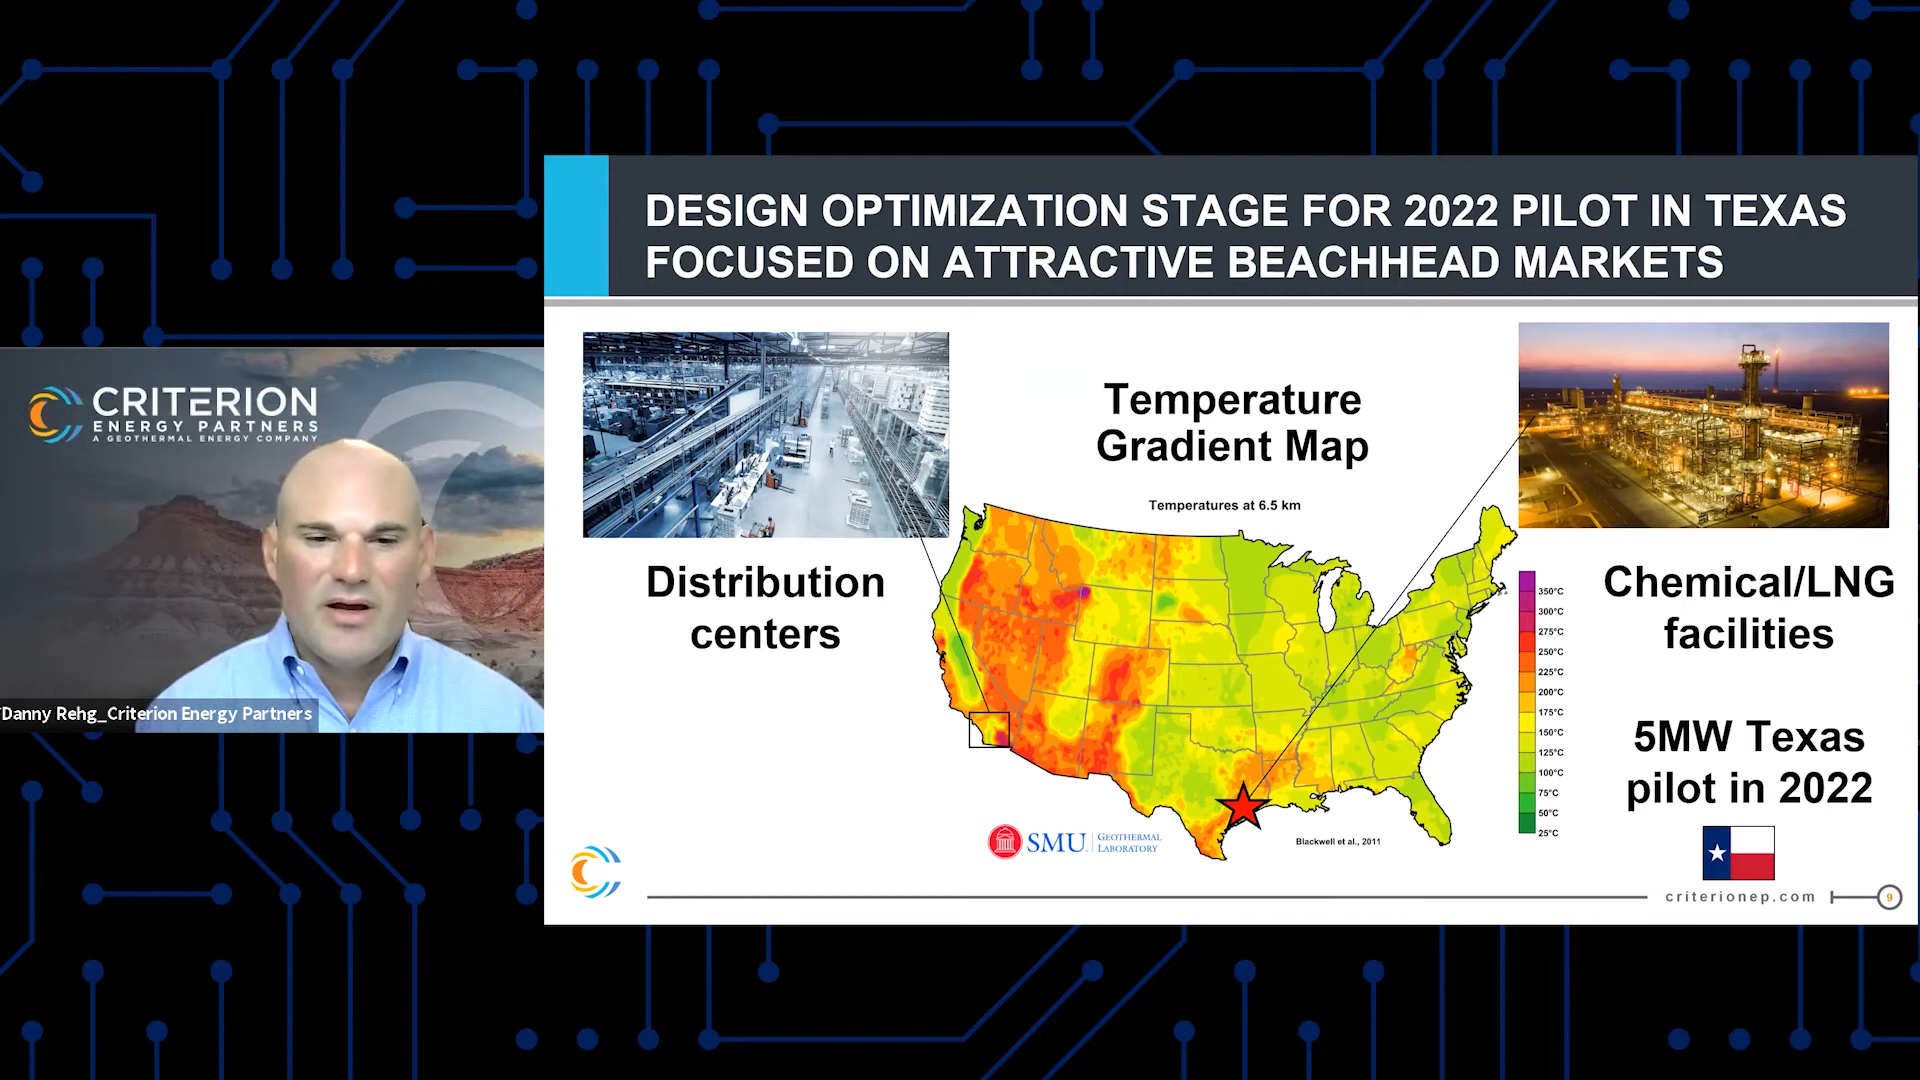 DESIGN OPTIMIZATION STAGE FOR 2022 PILOT IN TEXAS
FOCUSED ON ATTRACTIVE BEACHHEAD MARKETS
CRITERION
ENERGY PARTNERS
A GEOTHERMAL ENERGY COMPANY
Danny Rehg_Criterion Energy Partners
Distribution
centers
Temperature
Gradient Map
Temperatures at 6.5 km
350°C
300°C
275°C
250°C
225°C
200°C
175°C
150°C
125°C
100°C
75°C
50°C
25°C
SMU
GEOTHERMAL
LABORATORY
Blackwell et al., 2011
Chemical/LNG
facilities
5MW Texas
pilot in 2022
criterionep.com
9